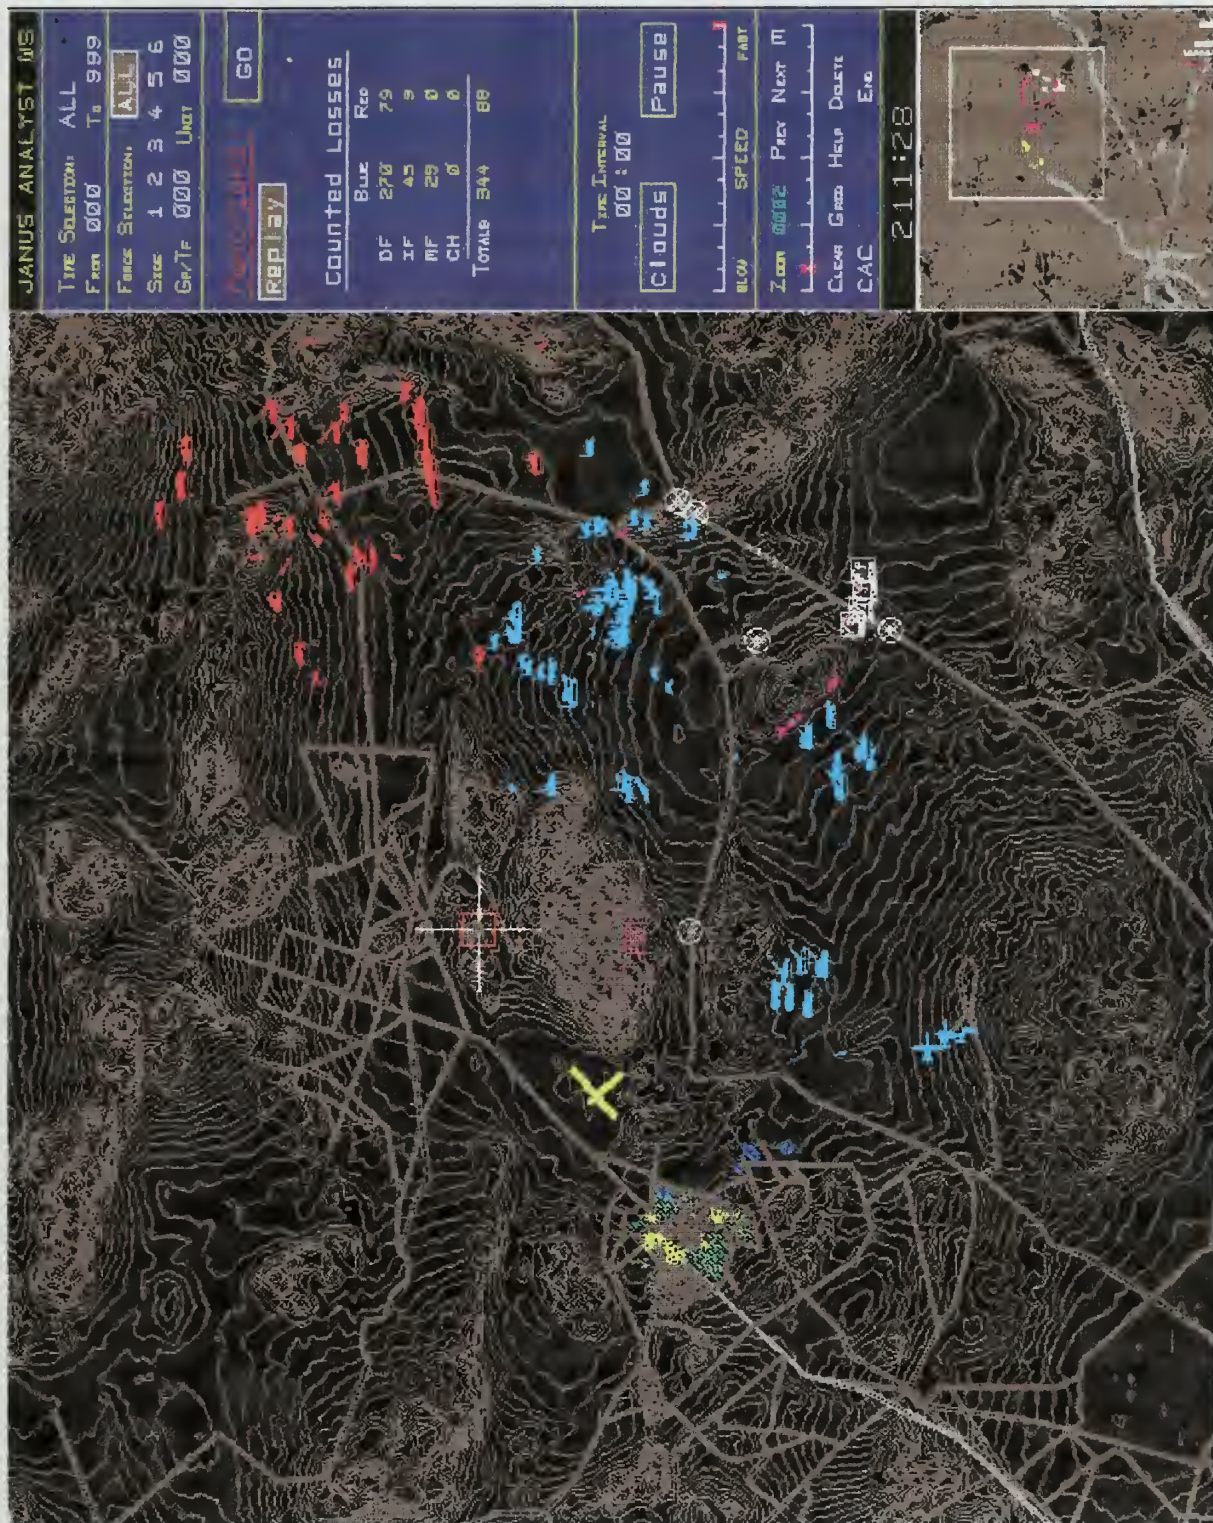 JANUS ANALYST WS
TIME SELECTION: ALL
FROM 000 TO 999
FORCE SELECTION: ALL
SIDE 1 2 3 4 5 6
GP/TF 000 UNIT 000
GO
Replay
Counted Losses
BLUE RED
DF 270 79
IF 45 9
MF 29 0
CH 0 0
TOTALS 344 88
TIME INTERVAL
00:00
Clouds Pause
SLOW SPEED FAST
ZOOM 0002 PREV NEXT M
CLEAR GRID HELP DELETE
CAC END
211:28